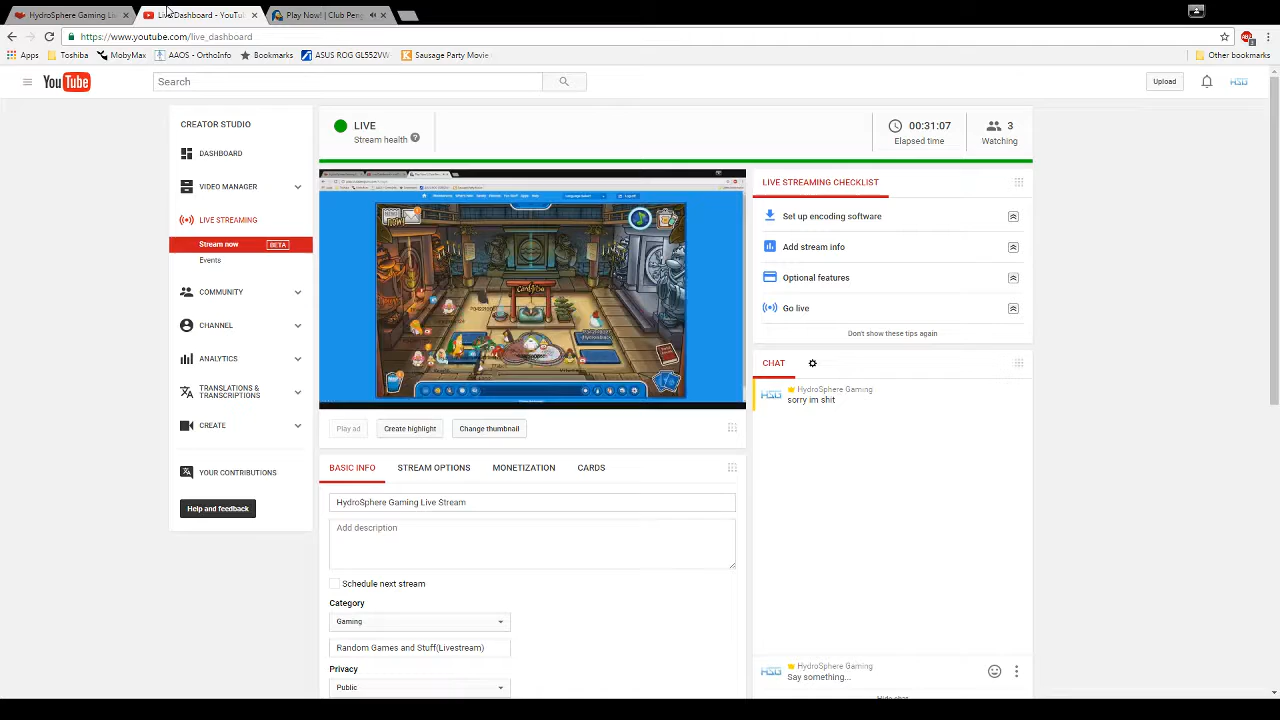 HydroSphere Gaming Li
Live Dashboard - YouTu
Play Now! | Club Peng
https://www.youtube.com/live_dashboard
Apps
Toshiba
MobyMax
AAOS - OrthoInfo
Bookmarks
ASUS ROG GL552VW
Sausage Party Movie
Other bookmarks
YouTube
Search
Upload
HSG
CREATOR STUDIO
DASHBOARD
VIDEO MANAGER
LIVE STREAMING
Stream now BETA
Events
COMMUNITY
CHANNEL
ANALYTICS
TRANSLATIONS &
TRANSCRIPTIONS
CREATE
YOUR CONTRIBUTIONS
Help and feedback
LIVE
Stream health ?
00:31:07
Elapsed time
3
Watching
Play ad
Create highlight
Change thumbnail
BASIC INFO
STREAM OPTIONS
MONETIZATION
CARDS
HydroSphere Gaming Live Stream
Add description
Schedule next stream
Category
Gaming
Random Games and Stuff(Livestream)
Privacy
Public
LIVE STREAMING CHECKLIST
Set up encoding software
Add stream info
Optional features
Go live
Don't show these tips again
CHAT
HSG
HydroSphere Gaming
sorry im shit
HSG
HydroSphere Gaming
Say something...
Hide chat